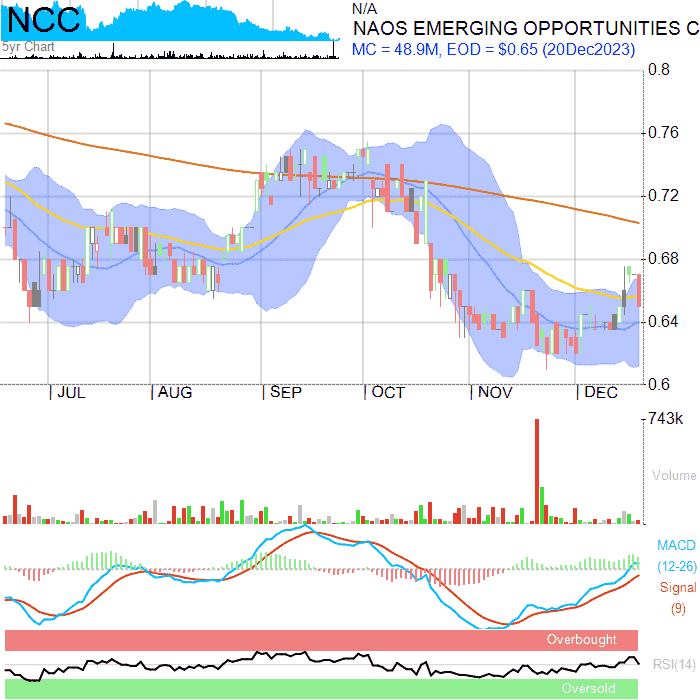 NCC
5yr Chart
N/A
NAOS EMERGING OPPORTUNITIES C
MC = 48.9M, EOD = $0.65 (20Dec2023)
0.8
0.76
0.72
0.68
0.64
0.6
JUL AUG SEP OCT NOV DEC
743k
Volume
MACD
(12-26)
Signal
(9)
Overbought
RSI(14)
Oversold